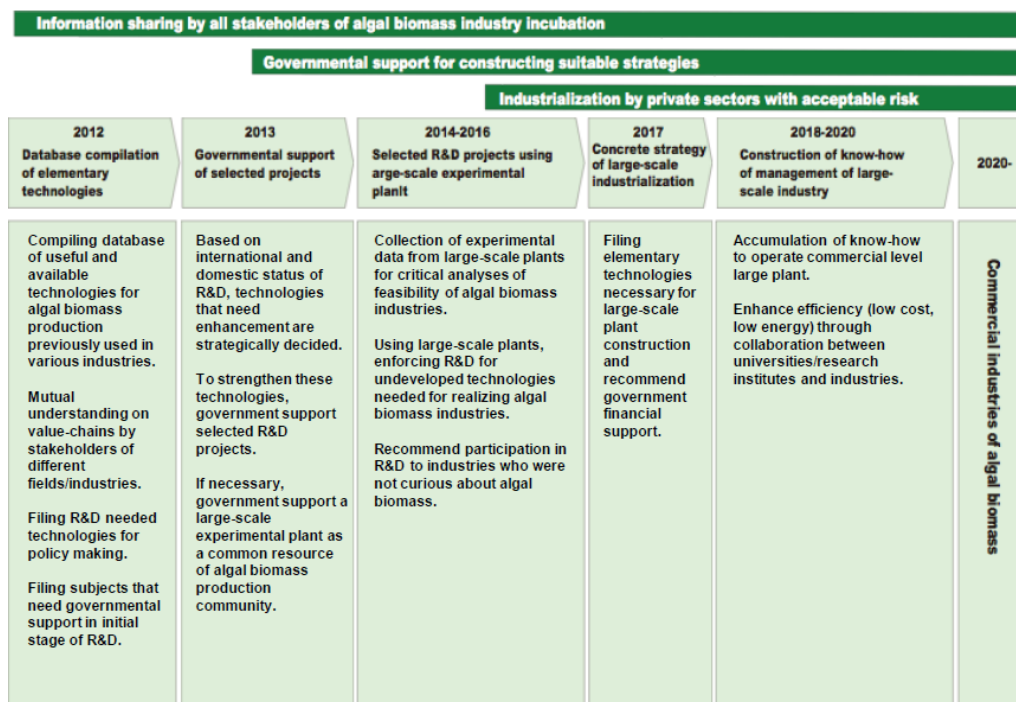 Information sharing by all stakeholders of algal biomass industry incubation
Governmental support for constructing suitable strategies
Industrialization by private sectors with acceptable risk
2012
Database compilation
of elementary
technologies
2013
Governmental support
of selected projects
2014-2016
Selected R&D projects using
arge-scale experimental
planlt
2017
Concrete strategy
of large-scale
industrialization
2018-2020
Construction of know-how
of management of large-
scale industry
2020-
Compiling database
of useful and
available
technologies for
algal biomass
production
previously used in
various industries.
Mutual
understanding on
value-chains by
stakeholders of
different
fields/industries.
Filing R&D needed
technologies for
policy making.
Filing subjects that
need governmental
support in initial
stage of R&D.
Based on
international and
domestic status of
R&D, technologies
that need
enhancement are
strategically decided.
To strengthen these
technologies,
government support
selected R&D
projects.
If necessary,
government support a
large-scale
experimental plant as
a common resource
of algal biomass
production
community.
Collection of experimental
data from large-scale plants
for critical analyses of
feasibility of algal biomass
industries.
Using large-scale plants,
enforcing R&D for
undeveloped technologies
needed for realizing algal
biomass industries.
Recommend participation in
R&D to industries who were
not curious about algal
biomass.
Filing
elementary
technologies
necessary for
large-scale
plant
construction
and
recommend
government
financial
support.
Accumulation of know-how
to operate commercial level
large plant.
Enhance efficiency (low cost,
low energy) through
collaboration between
universities/research
institutes and industries.
Commercial industries of algal biomass